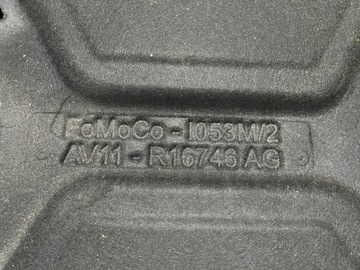 FoMoCo - I053M/2
AV11 - R16746 AG